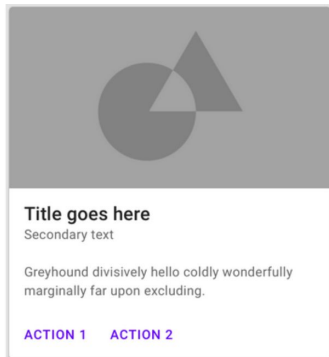 Title goes here
Secondary text
Greyhound divisively hello coldly wonderfully
marginally far upon excluding.
ACTION 1 ACTION 2